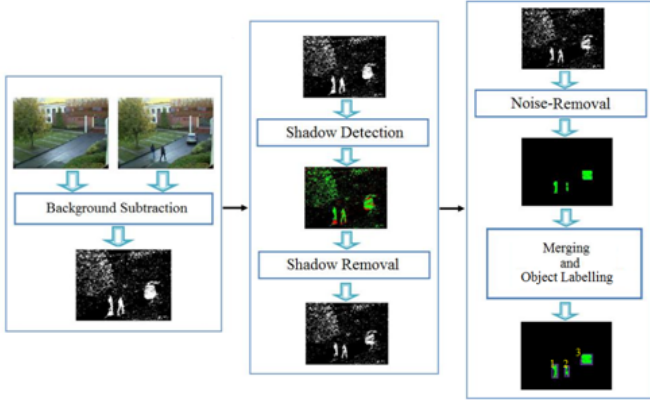 Background Subtraction
Shadow Detection
Shadow Removal
Noise-Removal
Merging
and
Object Labelling
1 2 3